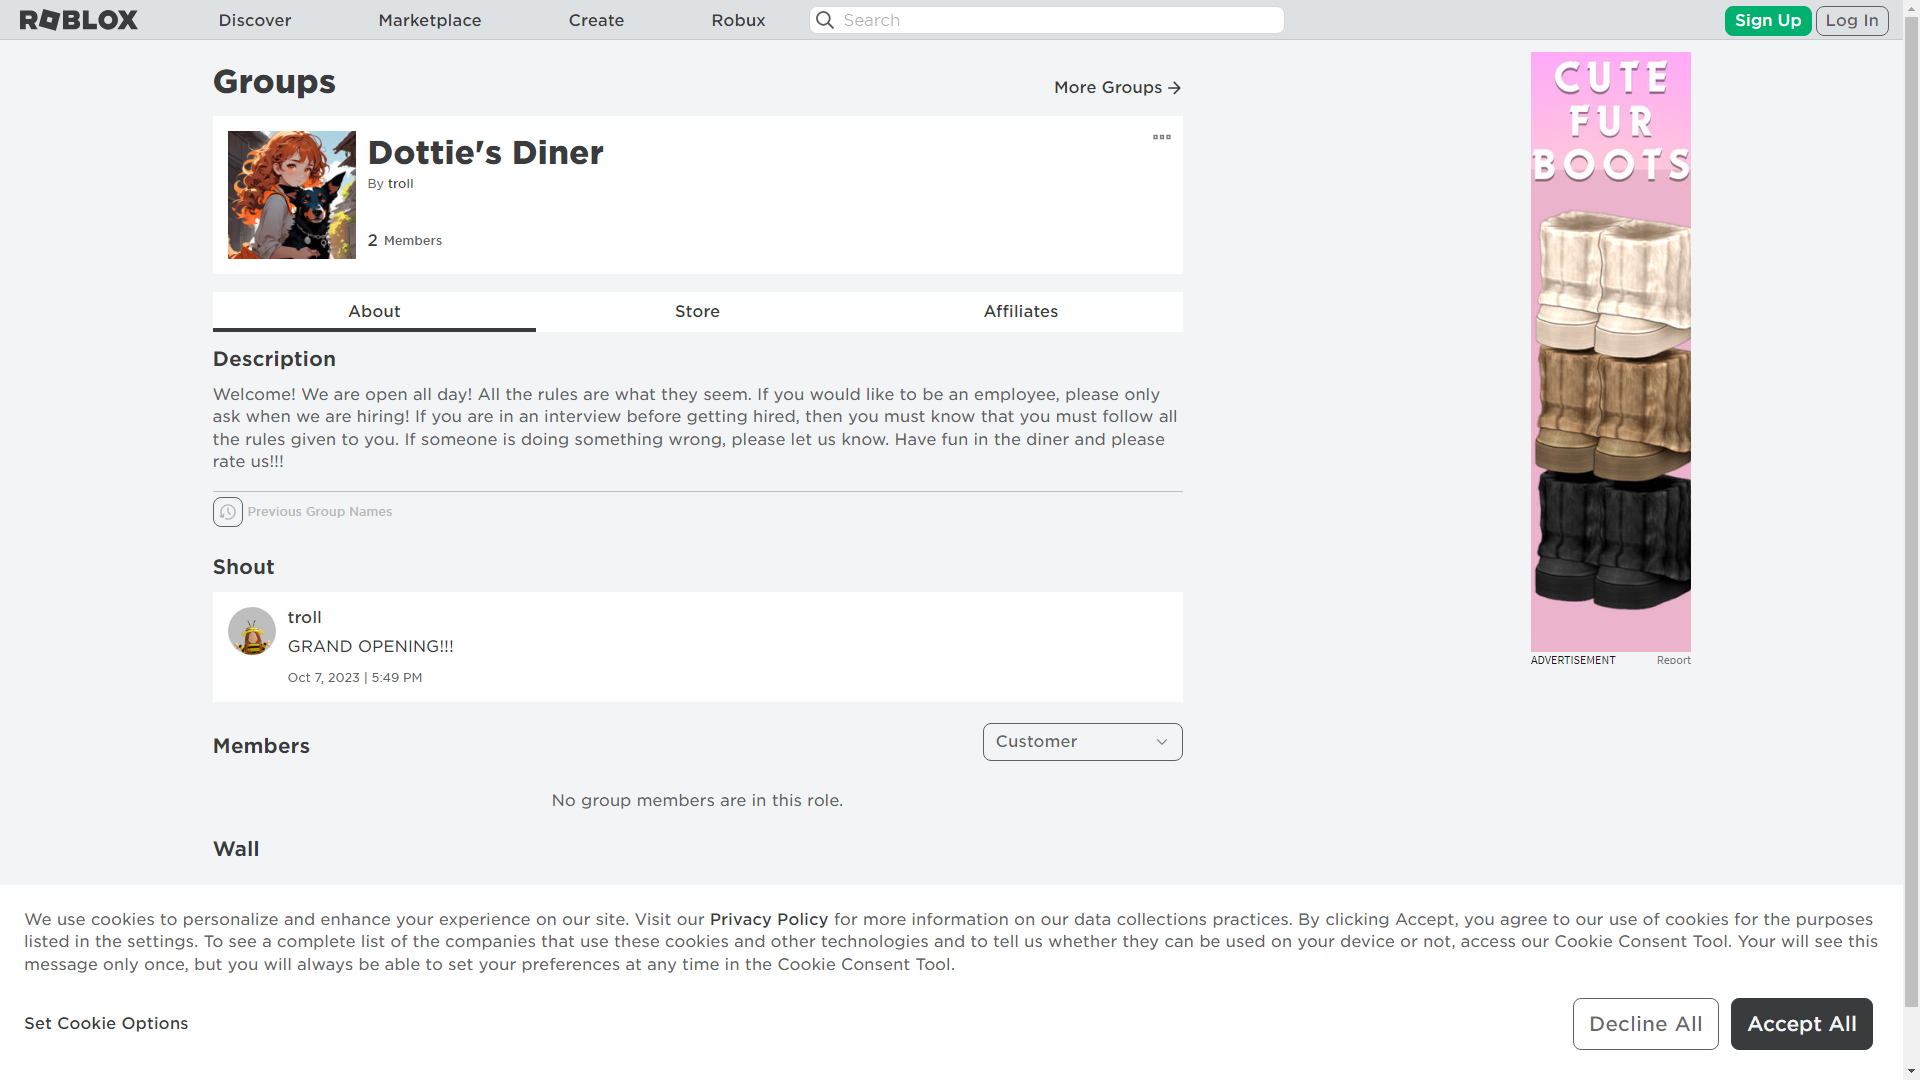 ROBLOX
Discover
Marketplace
Create
Robux
Search
Sign Up
Log In
Groups
More Groups
Dottie's Diner
By troll
2 Members
About
Store
Affiliates
Description
Welcome! We are open all day! All the rules are what they seem. If you would like to be an employee, please only
ask when we are hiring! If you are in an interview before getting hired, then you must know that you must follow all
the rules given to you. If someone is doing something wrong, please let us know. Have fun in the diner and please
rate us!!!
Previous Group Names
Shout
troll
GRAND OPENING!!!
Oct 7, 2023 | 5:49 PM
Members
Customer
No group members are in this role.
Wall
CUTE
FUR
BOOTS
ADVERTISEMENT
Report
We use cookies to personalize and enhance your experience on our site. Visit our Privacy Policy for more information on our data collections practices. By clicking Accept, you agree to our use of cookies for the purposes
listed in the settings. To see a complete list of the companies that use these cookies and other technologies and to tell us whether they can be used on your device or not, access our Cookie Consent Tool. Your will see this
message only once, but you will always be able to set your preferences at any time in the Cookie Consent Tool.
Set Cookie Options
Decline All
Accept All